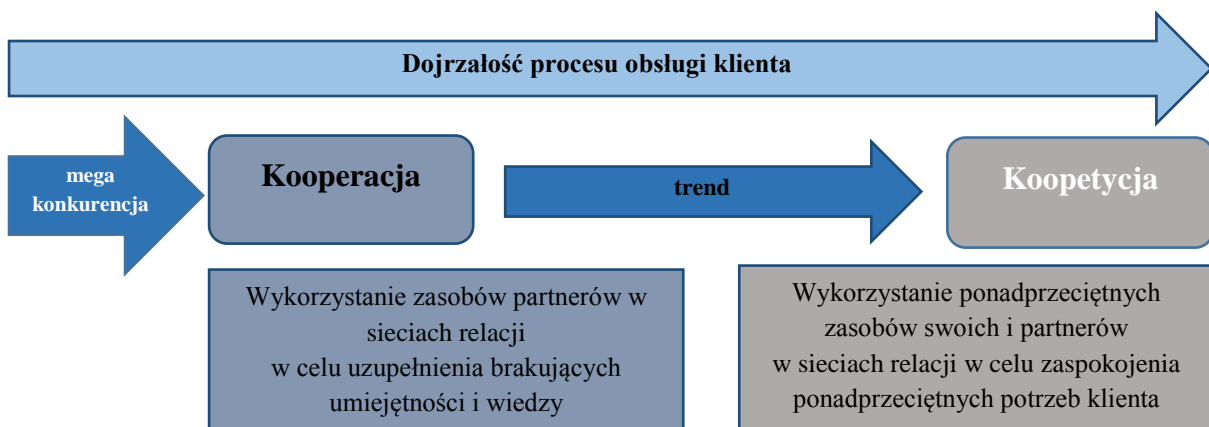 Dojrzałość procesu obsługi klienta
mega
konkurencja
Kooperacja
trend
Koopetycja
Wykorzystanie zasobów partnerów w
sieciach relacji
w celu uzupełnienia brakujących
umiejętności i wiedzy
Wykorzystanie ponadprzeciętnych
zasobów swoich i partnerów
w sieciach relacji w celu zaspokojenia
ponadprzeciętnych potrzeb klienta